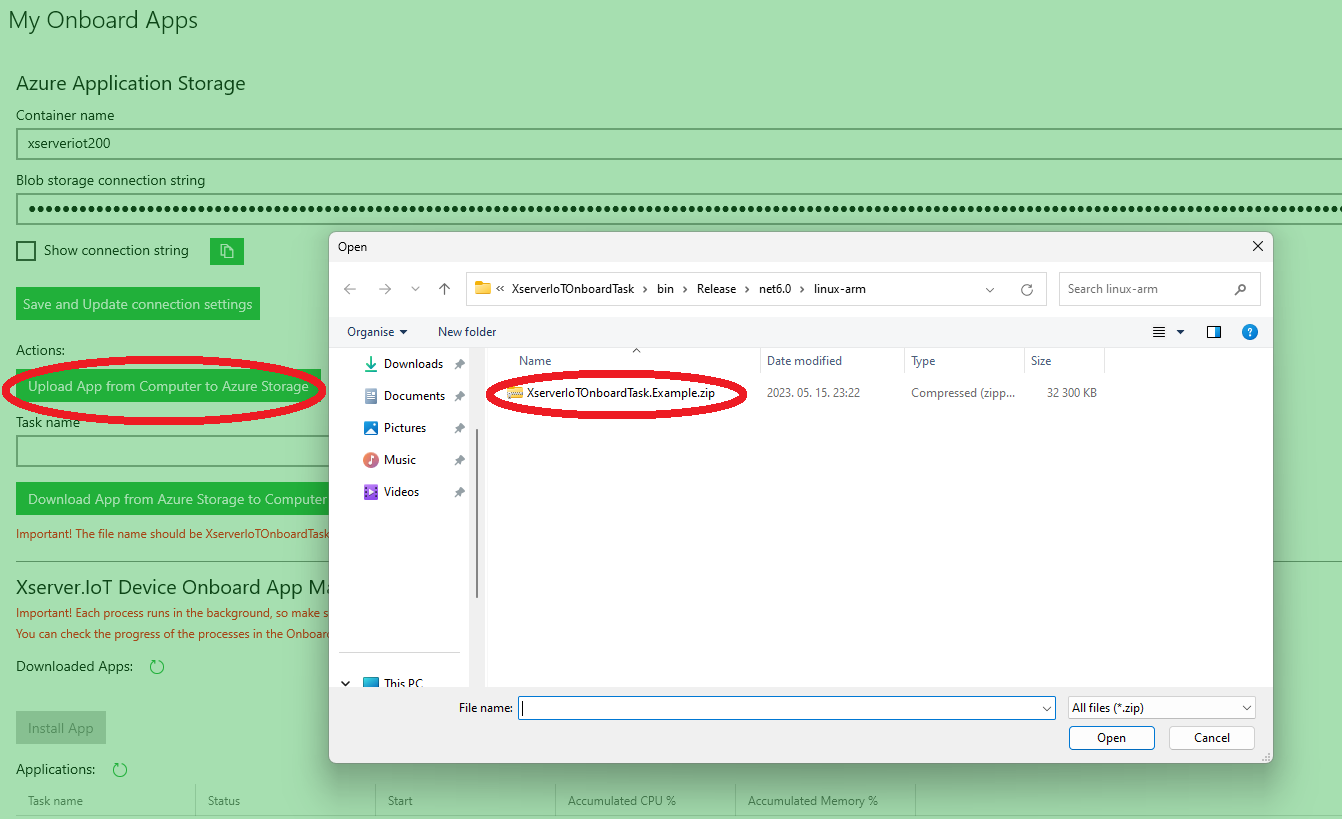 My Onboard Apps
Azure Application Storage
Container name
xserveriot200
Blob storage connection string
Show connection string
Save and Update connection settings
Actions:
Upload App from Computer to Azure Storage
Task name
Download App from Azure Storage to Computer
Important! The file name should be XserverIoTOnboardTask
Xserver.IoT Device Onboard App Ma
Important! Each process runs in the background, so make s
You can check the progress of the processes in the Onboard
Downloaded Apps:
Install App
Applications:
Task name Status Start Accumulated CPU % Accumulated Memory %
Open
« XserverIoTOnboardTask > bin > Release > net6.0 > linux-arm
Search linux-arm
Organise New folder
Name Date modified Type Size
Downloads
Documents
Pictures
Music
Videos
This PC
XserverIoTOnboardTask.Example.zip 2023. 05. 15. 23:22 Compressed (zipp... 32 300 KB
File name: All files (*.zip)
Open Cancel